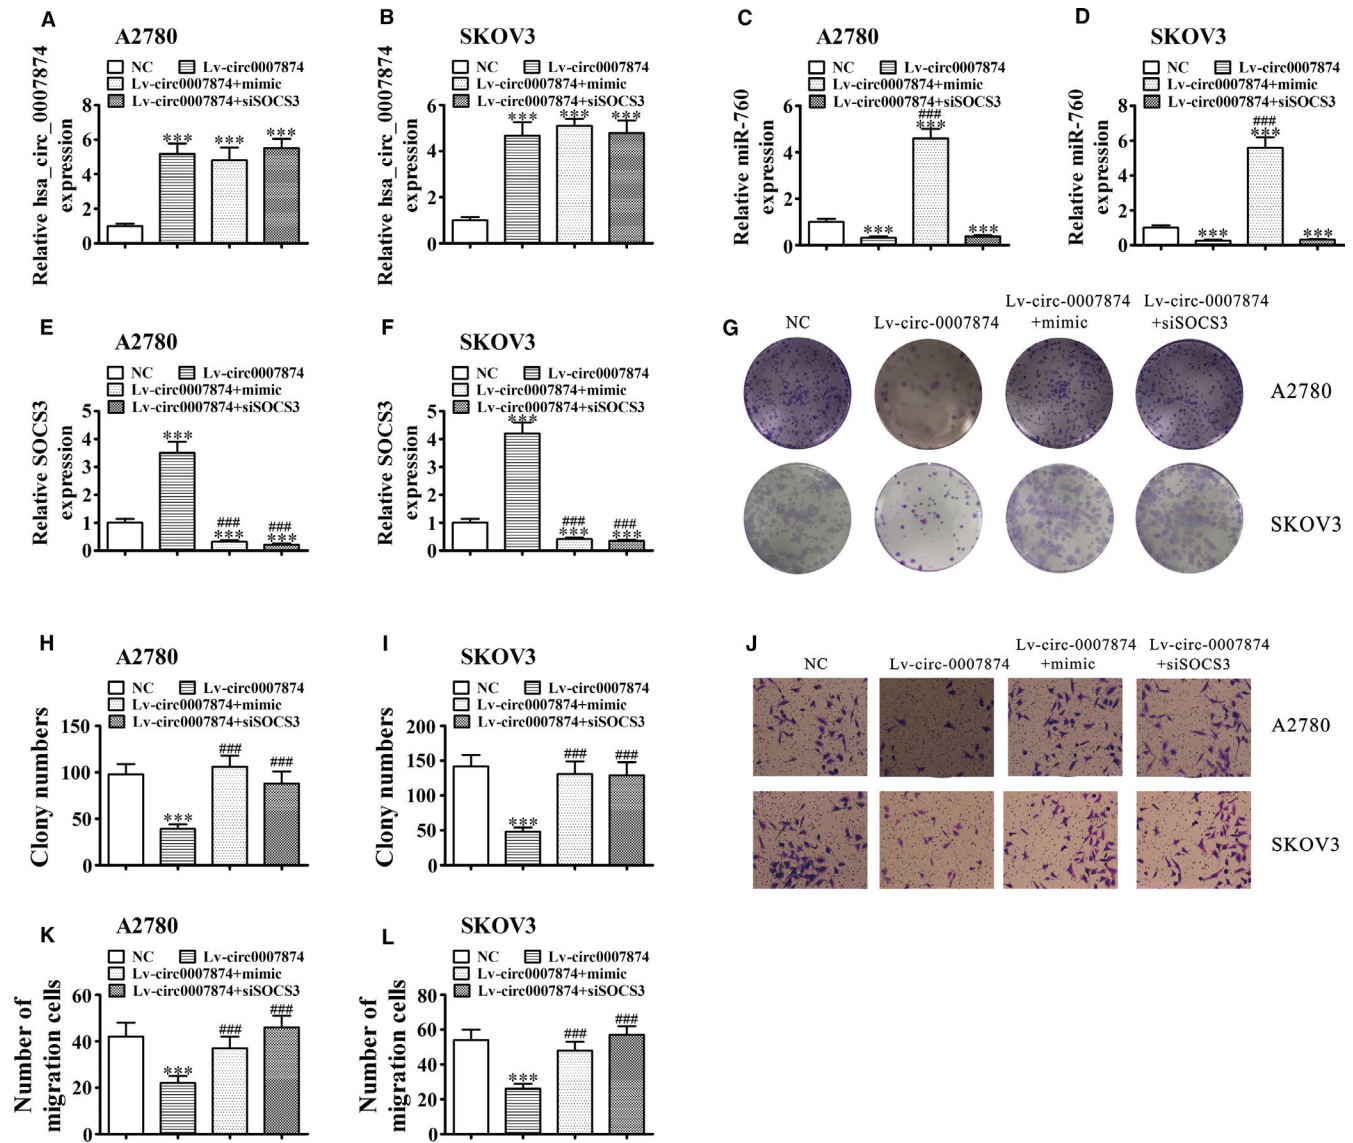 A
A2780
NC Lv-circ0007874
Lv-circ0007874+mimic
Lv-circ0007874+siSOCS3
Relative hsa_circ_0007874
expression
8
6
4
2
0
*** *** ***
B
SKOV3
NC Lv-circ0007874
Lv-circ0007874+mimic
Lv-circ0007874+siSOCS3
Relative hsa_circ_0007874
expression
6
4
2
0
*** *** ***
C
A2780
NC Lv-circ0007874
Lv-circ0007874+mimic
Lv-circ0007874+siSOCS3
Relative miR-760
expression
6
4
2
0
###
*** *** ***
D
SKOV3
NC Lv-circ0007874
Lv-circ0007874+mimic
Lv-circ0007874+siSOCS3
Relative miR-760
expression
8
6
4
2
0
###
*** *** ***
E
A2780
NC Lv-circ0007874
Lv-circ0007874+mimic
Lv-circ0007874+siSOCS3
Relative SOCS3
expression
5
4
3
2
1
0
### ###
*** *** ***
F
SKOV3
NC Lv-circ0007874
Lv-circ0007874+mimic
Lv-circ0007874+siSOCS3
Relative SOCS3
expression
5
4
3
2
1
0
### ###
*** *** ***
G
NC
Lv-circ-0007874
Lv-circ-0007874
+mimic
Lv-circ-0007874
+siSOCS3
A2780
SKOV3
H
A2780
NC Lv-circ0007874
Lv-circ0007874+mimic
Lv-circ0007874+siSOCS3
Clony numbers
150
100
50
0
*** ### ###
I
SKOV3
NC Lv-circ0007874
Lv-circ0007874+mimic
Lv-circ0007874+siSOCS3
Clony numbers
200
150
100
50
0
*** ### ###
J
NC
Lv-circ-0007874
Lv-circ-0007874
+mimic
Lv-circ-0007874
+siSOCS3
A2780
SKOV3
K
A2780
NC Lv-circ0007874
Lv-circ0007874+mimic
Lv-circ0007874+siSOCS3
Number of
migration cells
60
40
20
0
*** ### ###
L
SKOV3
NC Lv-circ0007874
Lv-circ0007874+mimic
Lv-circ0007874+siSOCS3
Number of
migration cells
80
60
40
20
0
*** ### ###